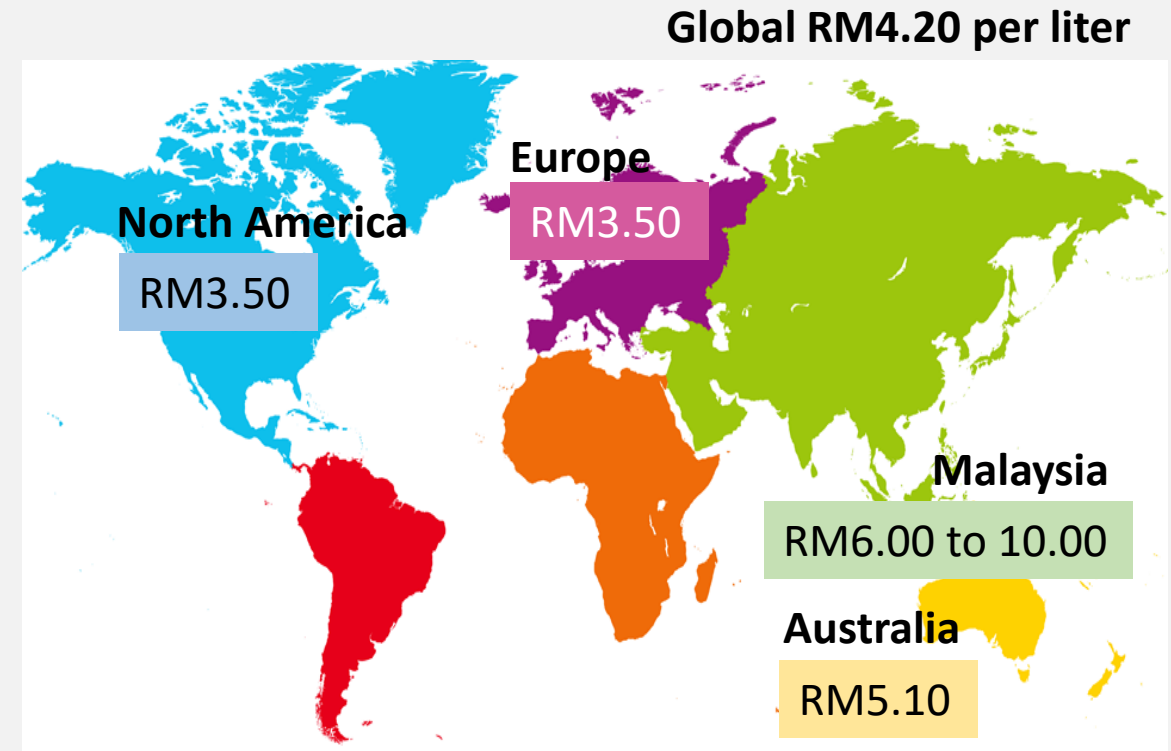 Global RM4.20 per liter
Europe
RM3.50
North America
RM3.50
Malaysia
RM6.00 to 10.00
Australia
RM5.10